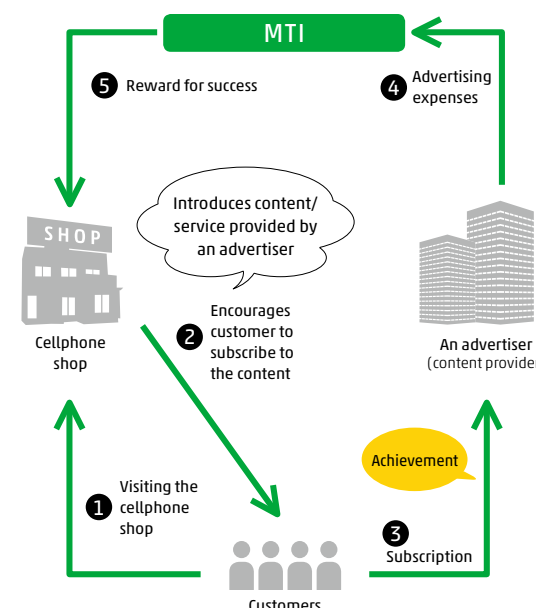 MTI
5 Reward for success
4 Advertising
expenses
Introduces content/
service provided by
an advertiser
SHOP
Cellphone
shop
2 Encourages
customer to
subscribe to
the content
An advertiser
(content provider
Achievement
1 Visiting the
cellphone
shop
3
Subscription
Customers